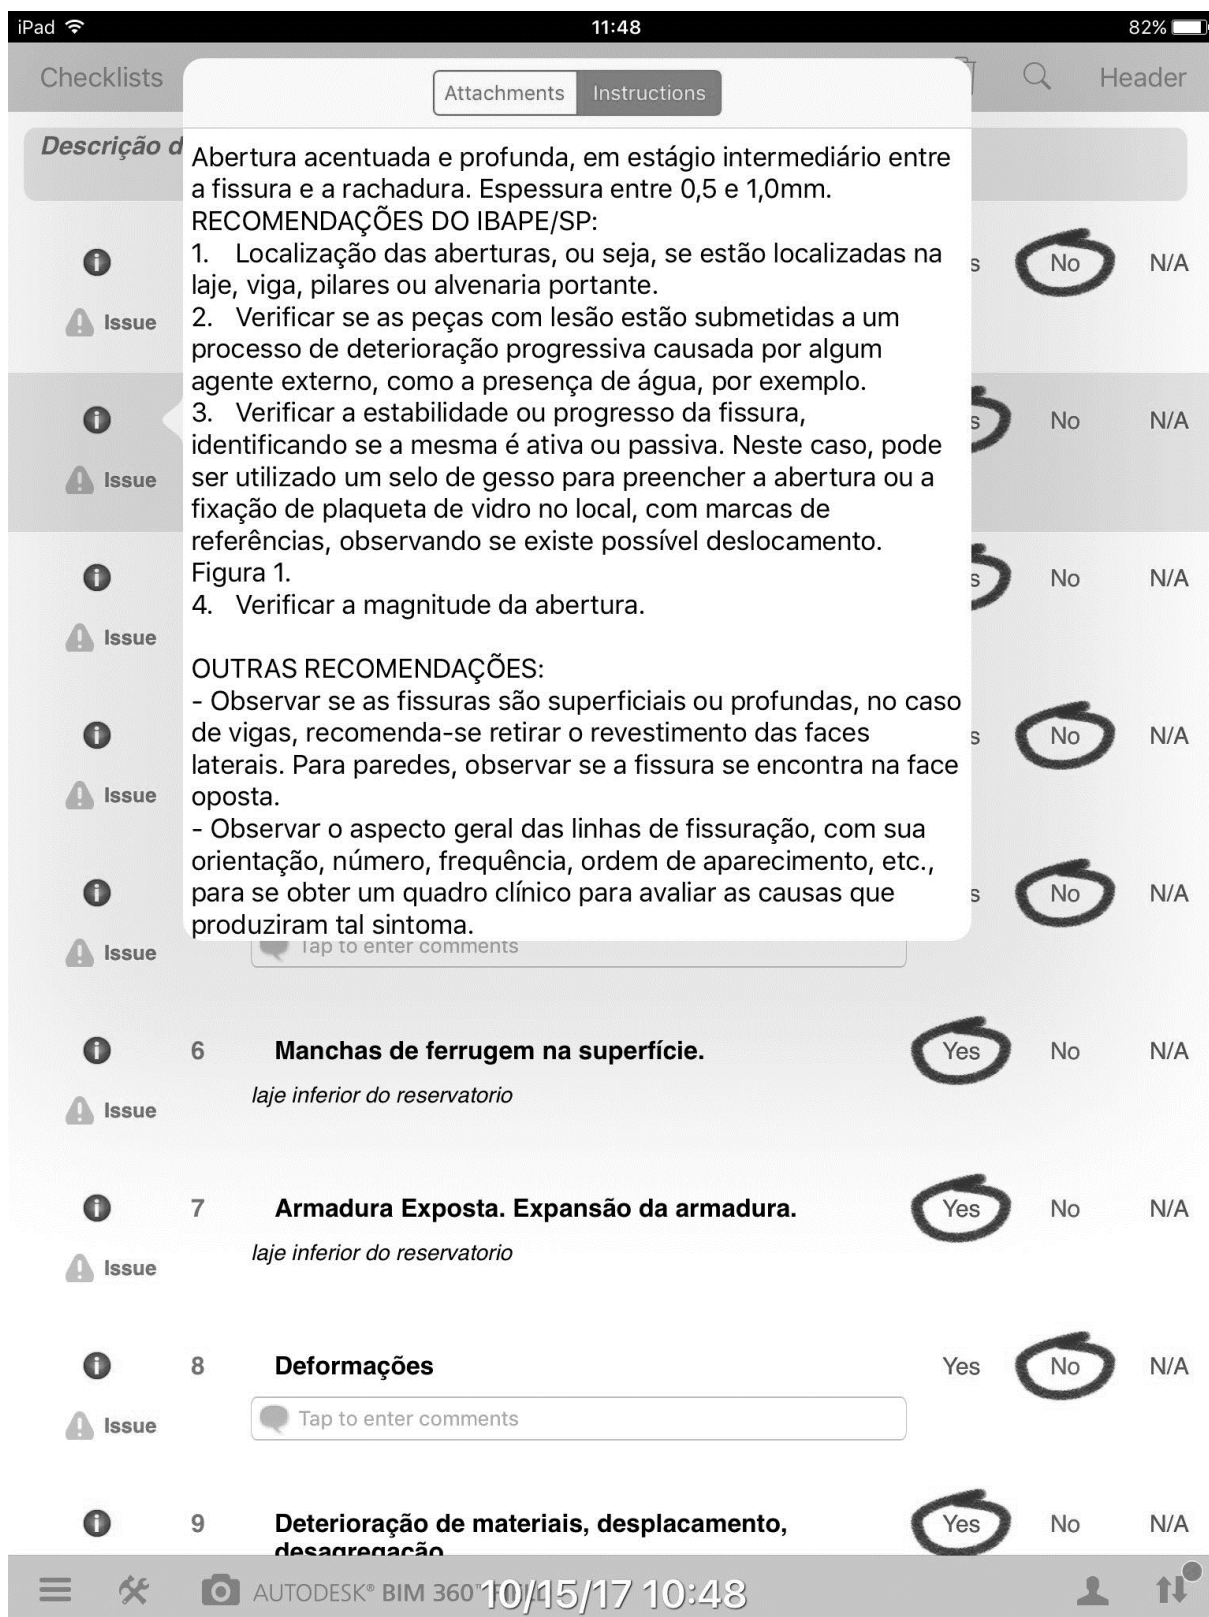 iPad 11:48 82%
Checklists Attachments Instructions Header
Descrição d
Abertura acentuada e profunda, em estágio intermediário entre
a fissura e a rachadura. Espessura entre 0,5 e 1,0mm.
RECOMENDAÇÕES DO IBAPE/SP:
1. Localização das aberturas, ou seja, se estão localizadas na
laje, viga, pilares ou alvenaria portante.
2. Verificar se as peças com lesão estão submetidas a um
processo de deterioração progressiva causada por algum
agente externo, como a presença de água, por exemplo.
3. Verificar a estabilidade ou progresso da fissura,
identificando se a mesma é ativa ou passiva. Neste caso, pode
ser utilizado um selo de gesso para preencher a abertura ou a
fixação de plaqueta de vidro no local, com marcas de
referências, observando se existe possível deslocamento.
Figura 1.
4. Verificar a magnitude da abertura.
OUTRAS RECOMENDAÇÕES:
- Observar se as fissuras são superficiais ou profundas, no caso
de vigas, recomenda-se retirar o revestimento das faces
laterais. Para paredes, observar se a fissura se encontra na face
oposta.
- Observar o aspecto geral das linhas de fissuração, com sua
orientação, número, frequência, ordem de aparecimento, etc.,
para se obter um quadro clínico para avaliar as causas que
produziram tal sintoma.
s No N/A
Issue
s No N/A
Issue
s No N/A
Issue
s No N/A
Issue
s No N/A
Issue
Tap to enter comments
6 Manchas de ferrugem na superfície. Yes No N/A
laje inferior do reservatorio
Issue
7 Armadura Exposta. Expansão da armadura. Yes No N/A
laje inferior do reservatorio
Issue
8 Deformações Yes No N/A
Issue
Tap to enter comments
9 Deterioração de materiais, desplacamento, Yes No N/A
desagregação
AUTODESK® BIM 360™ FIELD
10/15/17 10:48